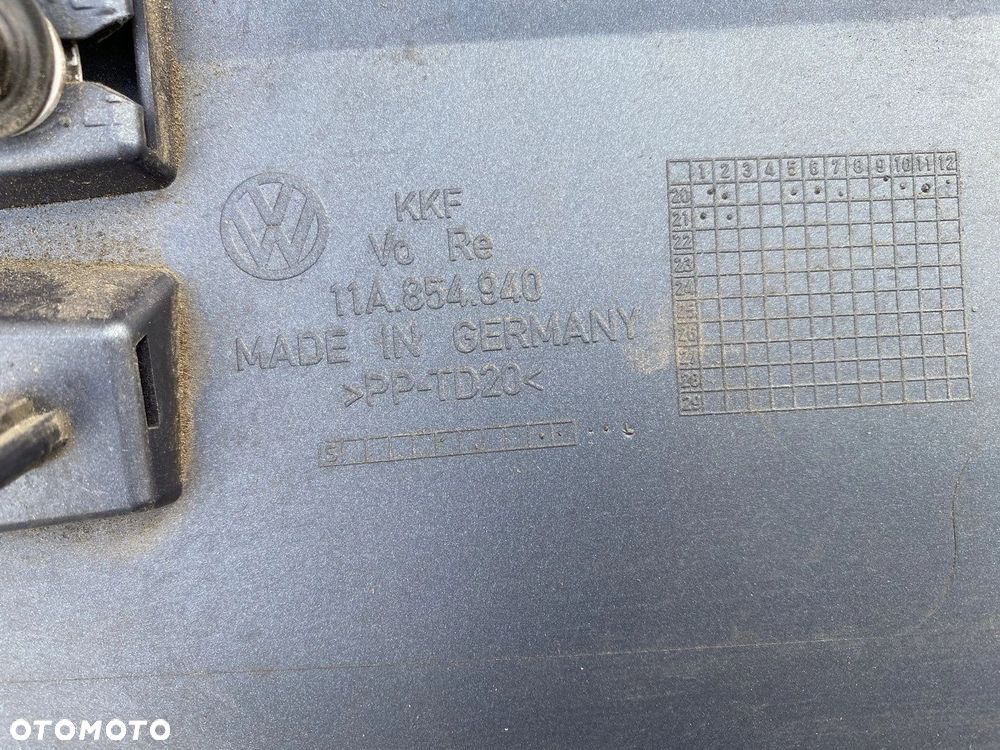 KKF
Vo Re
11A.854.940
MADE IN GERMANY
>PP-TD20<
1 2 3 4 5 6 7 8 9 10 11 12
20
21
22
23
24
25
26
28
29
OTOMOTO